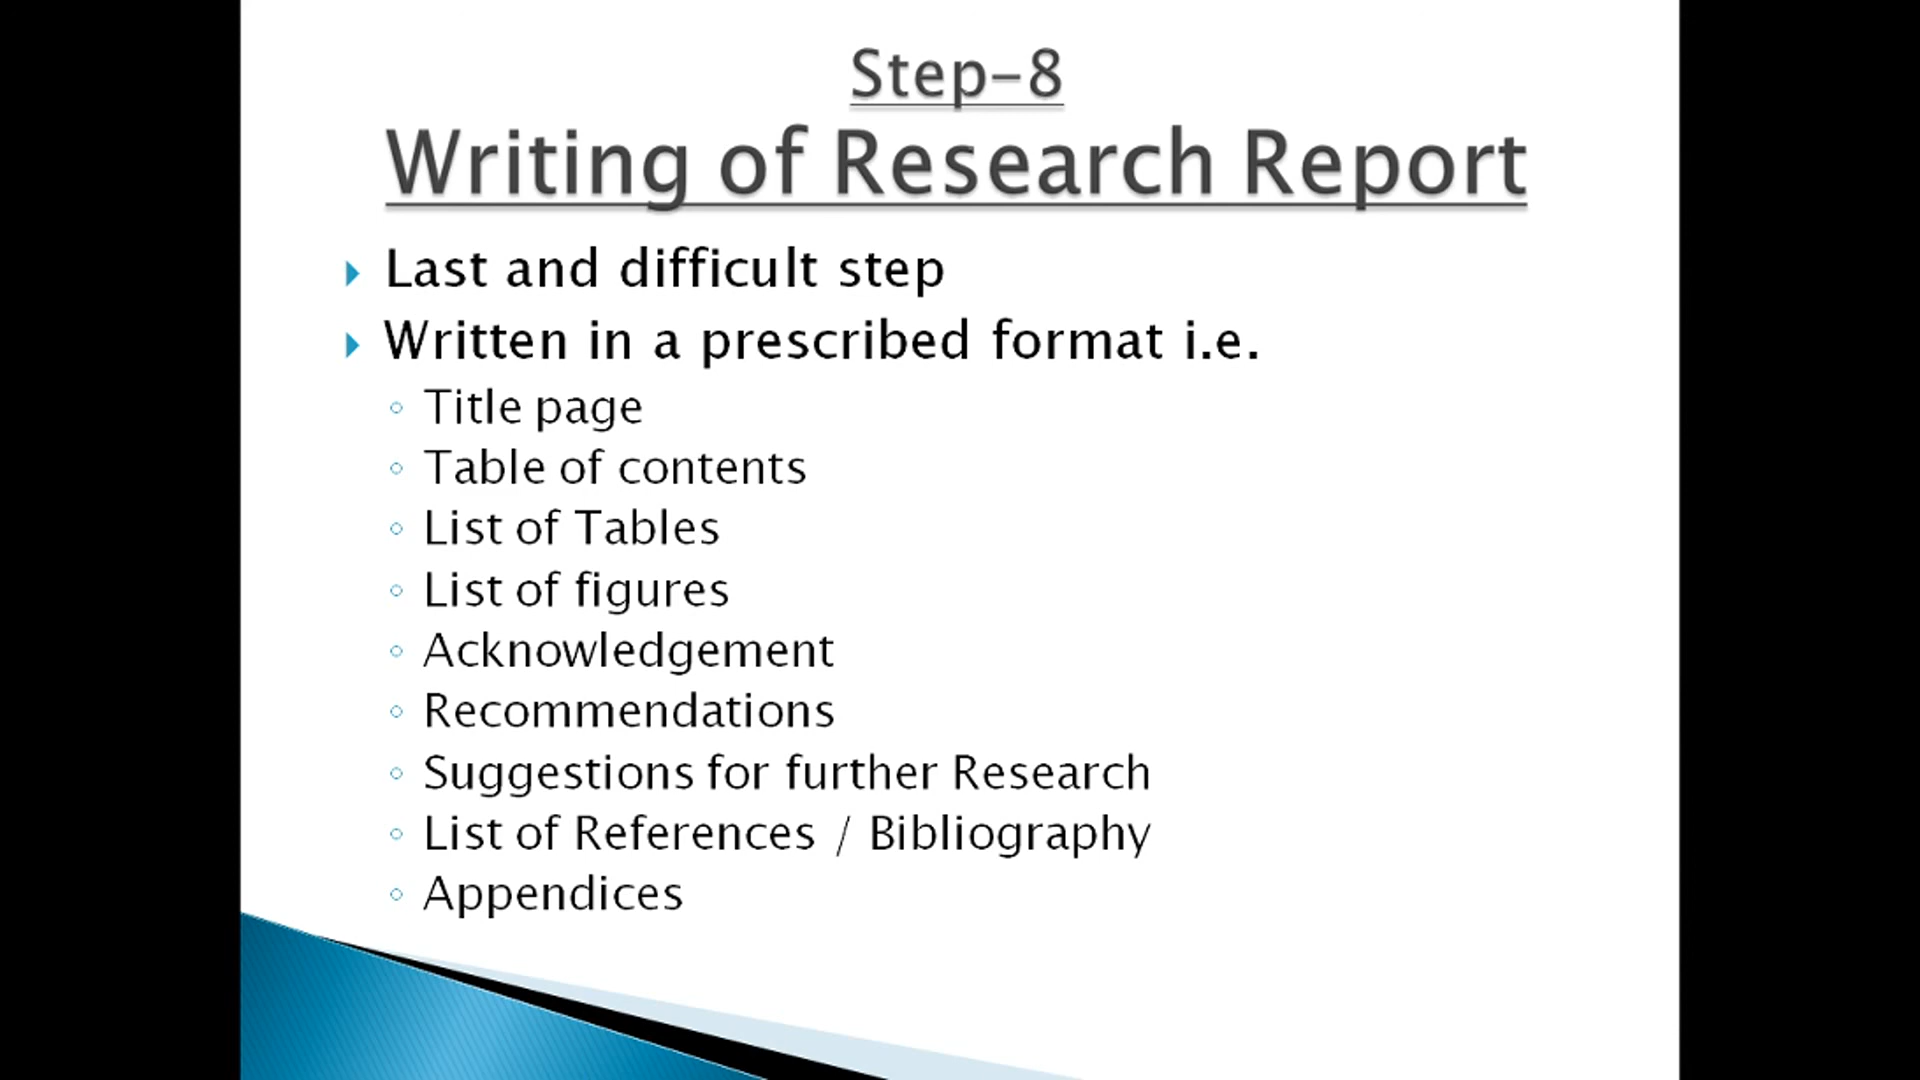 Step-8
Writing of Research Report
Last and difficult step
Written in a prescribed format i.e.
Title page
Table of contents
List of Tables
List of figures
Acknowledgement
Recommendations
Suggestions for further Research
List of References / Bibliography
Appendices